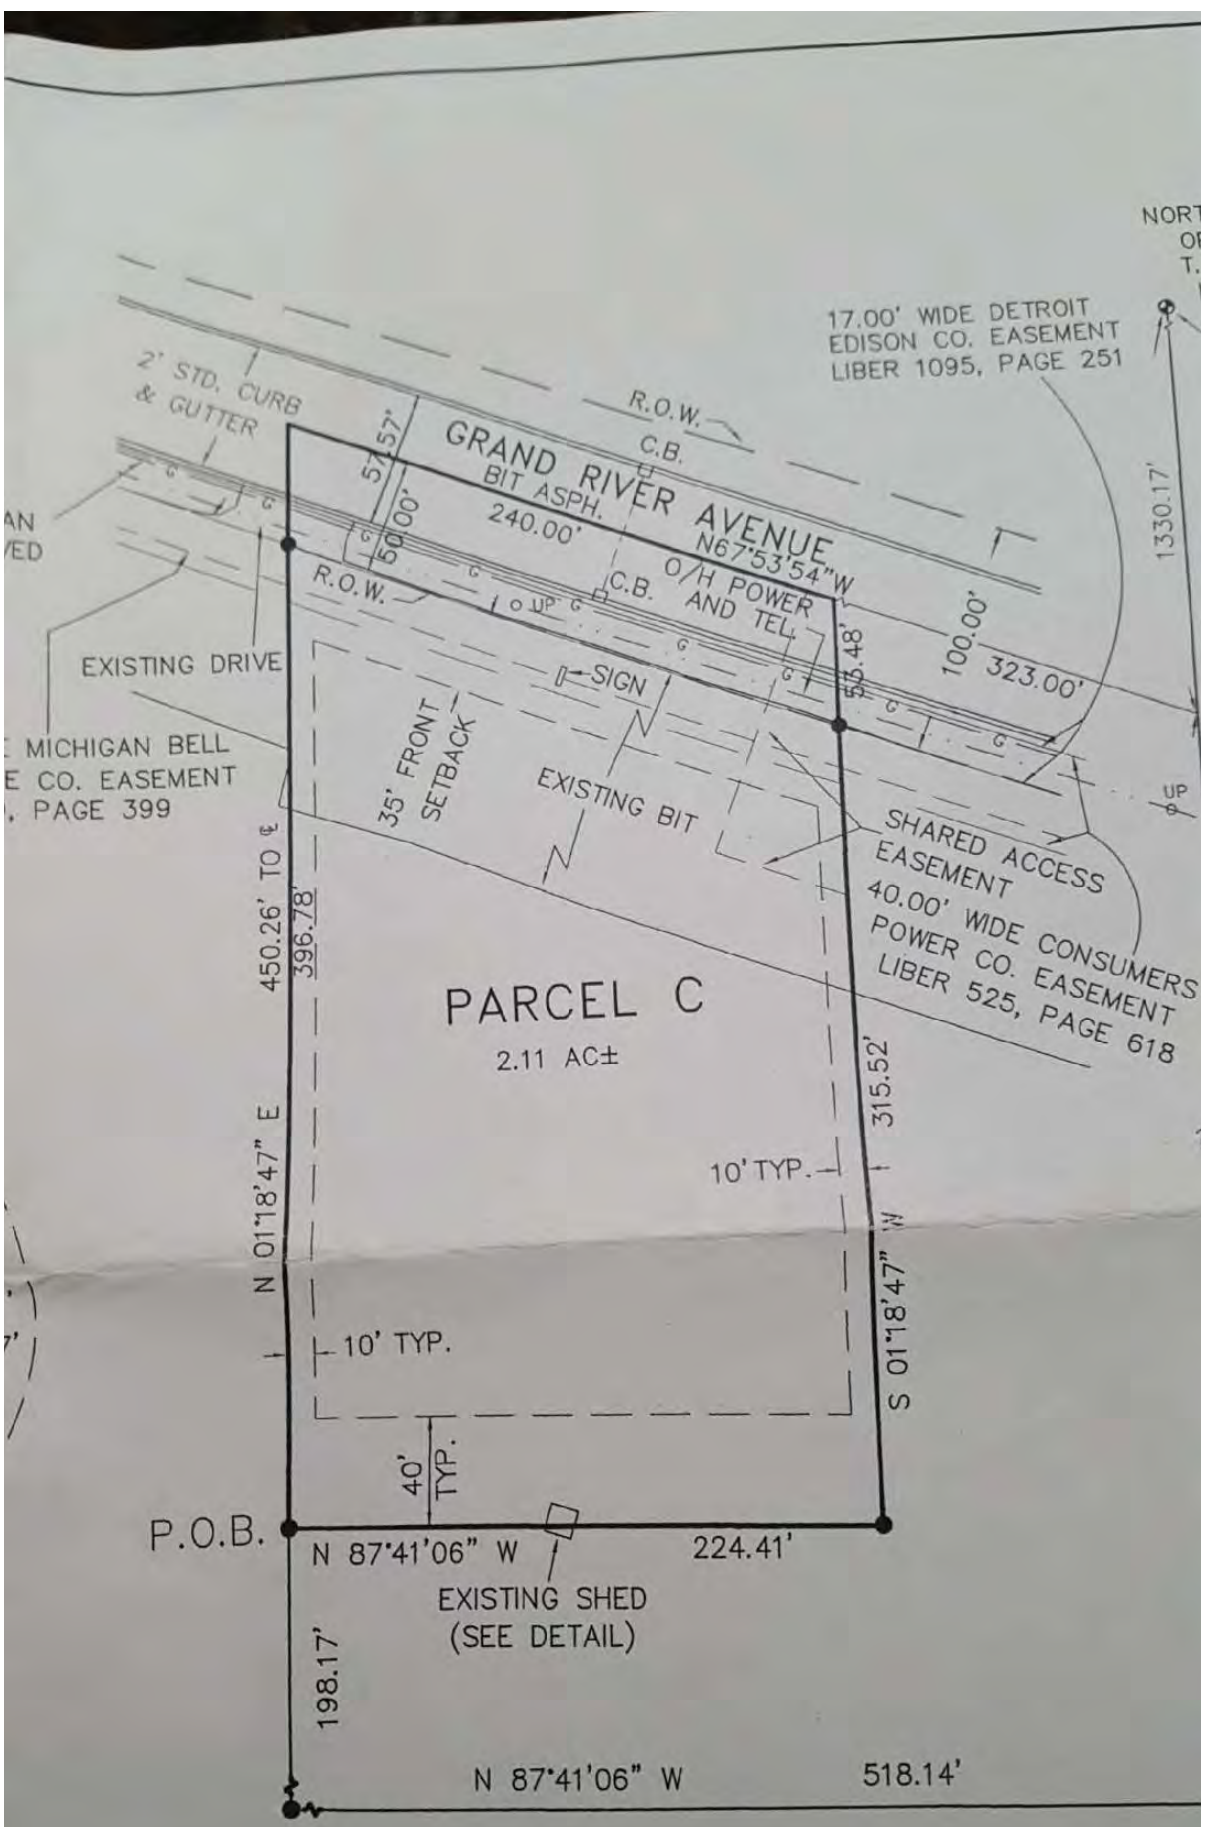 NORT
OF
T.
17.00' WIDE DETROIT
EDISON CO. EASEMENT
LIBER 1095, PAGE 251
2' STD. CURB
& GUTTER
R.O.W.
C.B.
GRAND RIVER AVENUE
BIT ASPH.
57.57'
50.00'
240.00'
N67°53'54"W
1330.17'
AN
VED
G
G
G
G
G
G
G
G
G
R.O.W.
C.B.
O/H POWER
AND TEL.
UP
53.48'
100.00'
323.00'
EXISTING DRIVE
SIGN
E MICHIGAN BELL
E CO. EASEMENT
, PAGE 399
35' FRONT
SETBACK
EXISTING BIT
UP
SHARED ACCESS
EASEMENT
40.00' WIDE CONSUMERS
POWER CO. EASEMENT
LIBER 525, PAGE 618
450.26' TO ℄
396.78'
PARCEL C
2.11 AC±
315.52'
N 01°18'47" E
10' TYP.
S 01°18'47" W
10' TYP.
7'
40'
TYP.
P.O.B.
N 87°41'06" W
224.41'
EXISTING SHED
(SEE DETAIL)
198.17'
N 87°41'06" W
518.14'